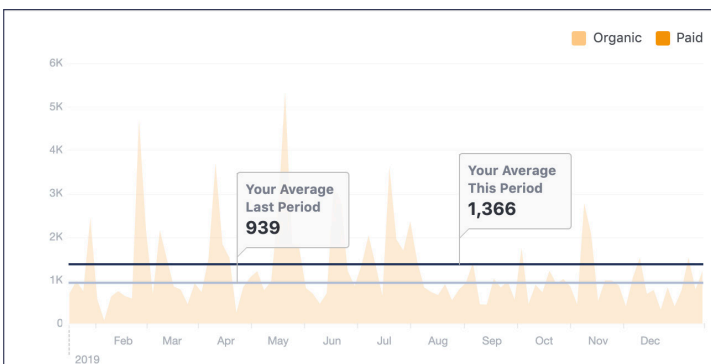 Organic Paid
6K
5K
4K
3K
2K
1K
0
Your Average
Last Period
939
Your Average
This Period
1,366
Feb Mar Apr May Jun Jul Aug Sep Oct Nov Dec
2019